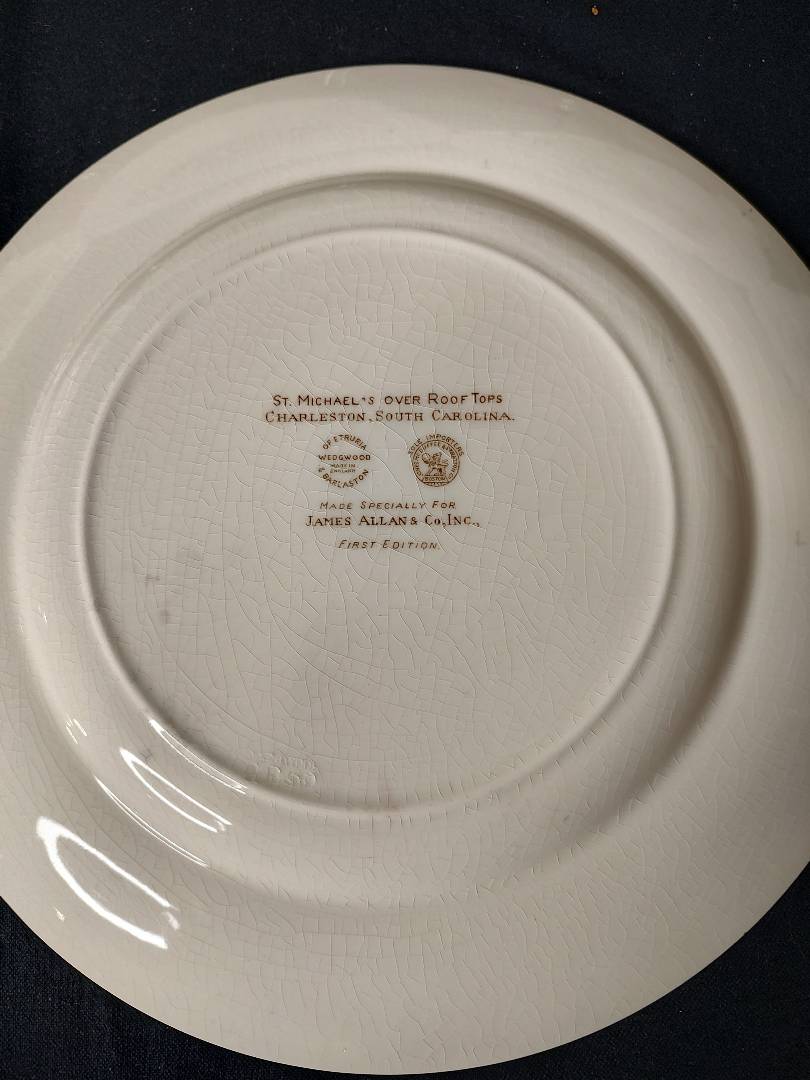 ST. MICHAEL'S OVER ROOF TOPS
CHARLESTON, SOUTH CAROLINA.
OF ETRURIA
WEDGWOOD
MADE IN
ENGLAND
& BARLASTON
SOLE IMPORTERS
BOSTON
MADE SPECIALLY FOR
JAMES ALLAN & CO, INC.,
FIRST EDITION.